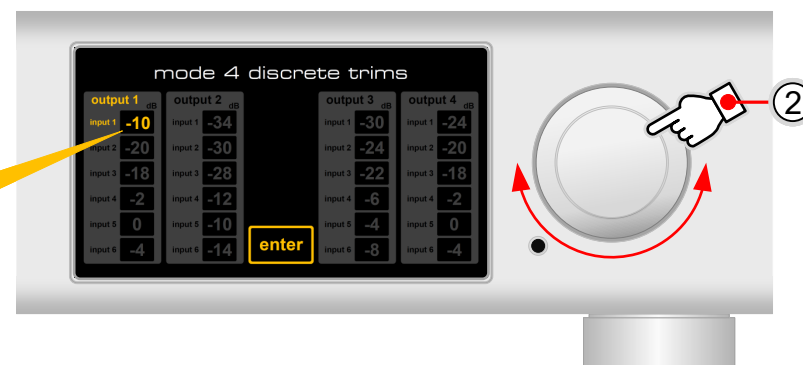 mode 4 discrete trims
output 1 dB
input 1 -10
input 2 -20
input 3 -18
input 4 -2
input 5 0
input 6 -4
output 2 dB
input 1 -34
input 2 -30
input 3 -28
input 4 -12
input 5 -10
input 6 -14
enter
output 3 dB
input 1 -30
input 2 -24
input 3 -22
input 4 -6
input 5 -4
input 6 -8
output 4 dB
input 1 -24
input 2 -20
input 3 -18
input 4 -2
input 5 0
input 6 -4
2